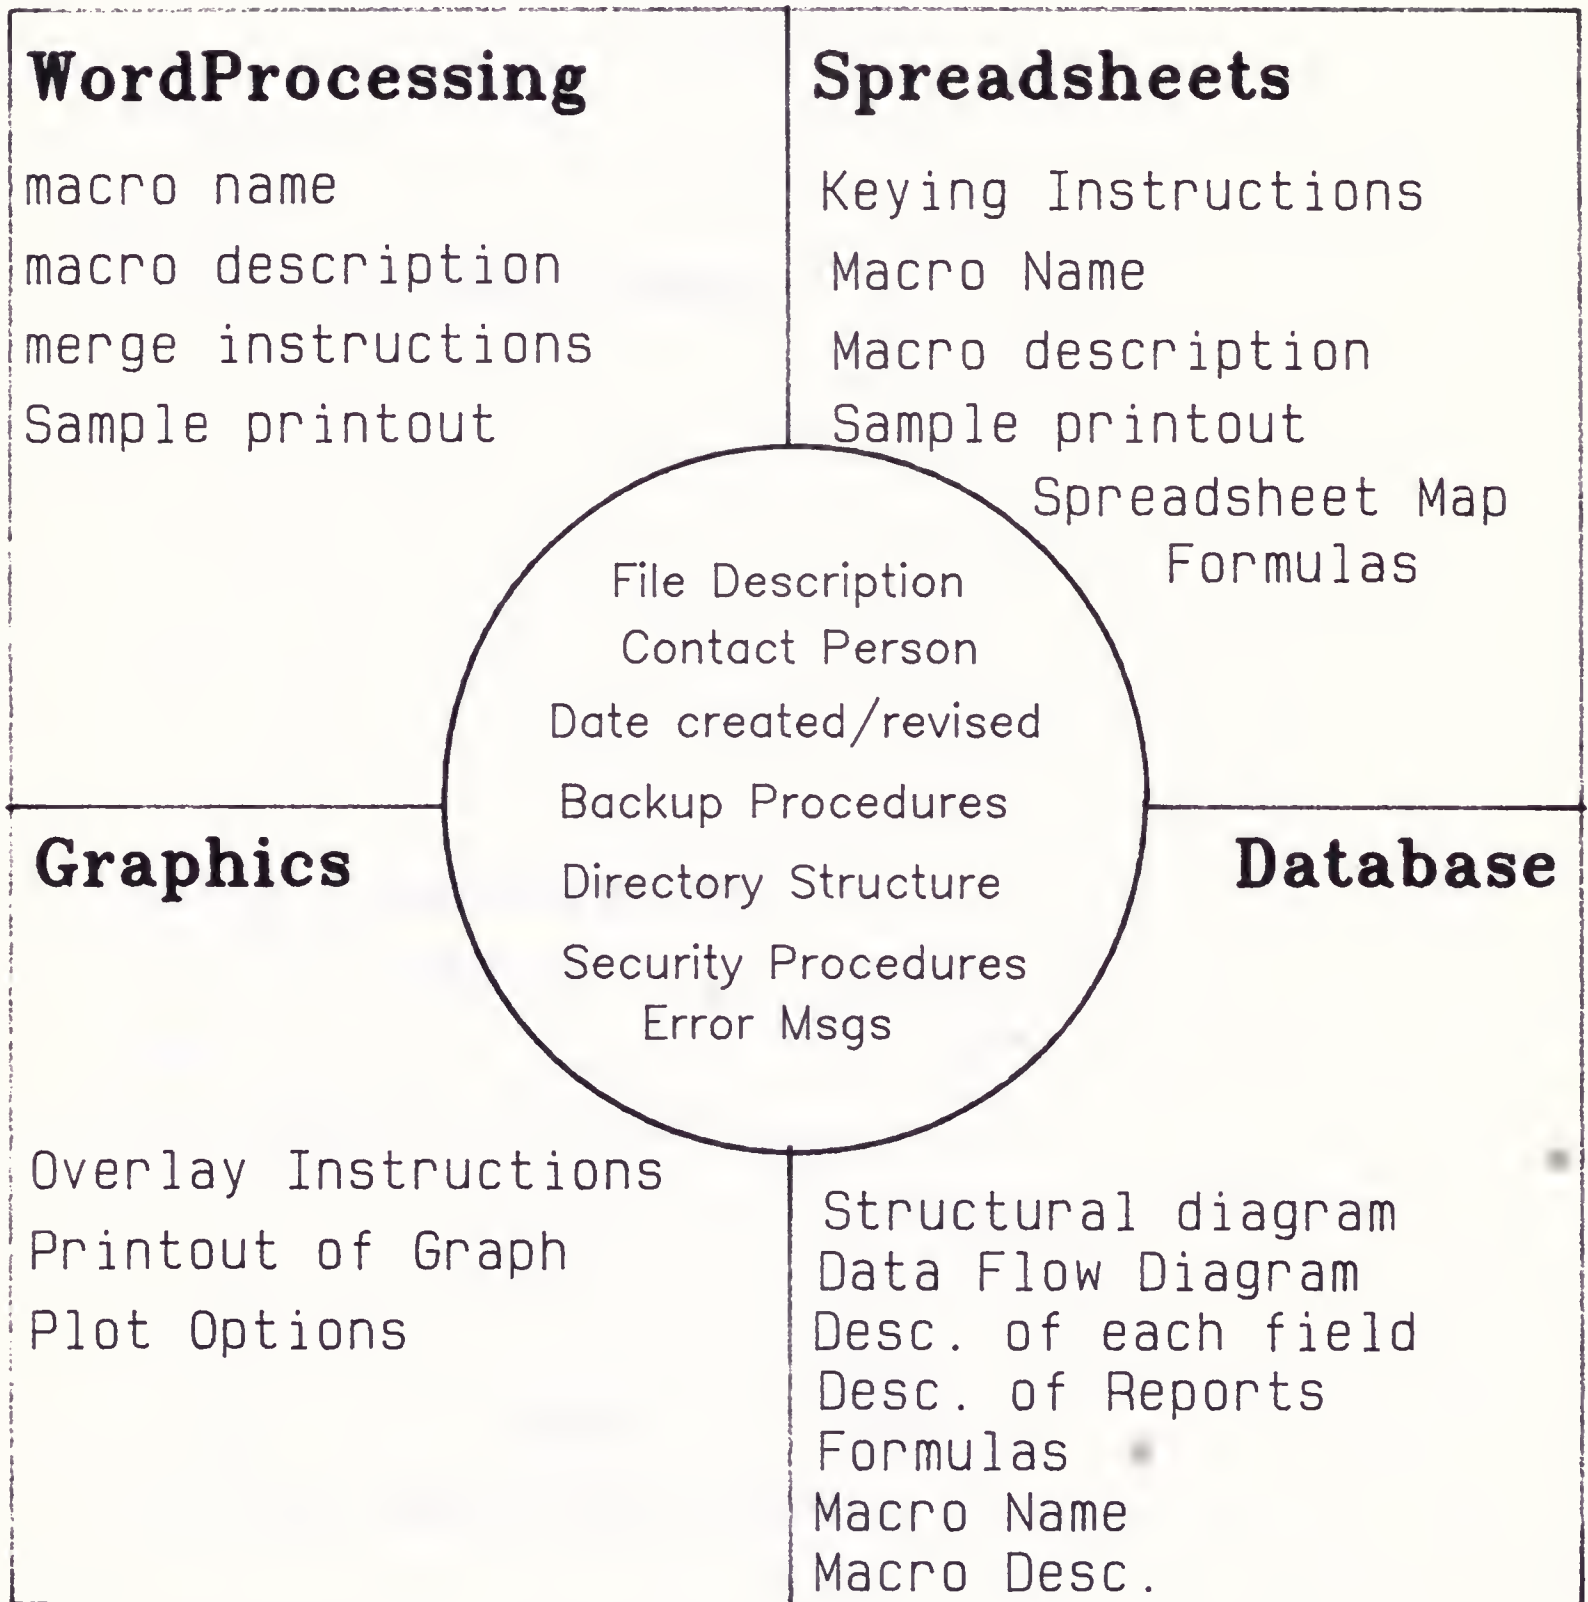 WordProcessing
macro name
macro description
merge instructions
Sample printout
Spreadsheets
Keying Instructions
Macro Name
Macro description
Sample printout
Spreadsheet Map
Formulas
File Description
Contact Person
Date created/revised
Backup Procedures
Directory Structure
Security Procedures
Error Msgs
Graphics
Overlay Instructions
Printout of Graph
Plot Options
Database
Structural diagram
Data Flow Diagram
Desc. of each field
Desc. of Reports
Formulas
Macro Name
Macro Desc.